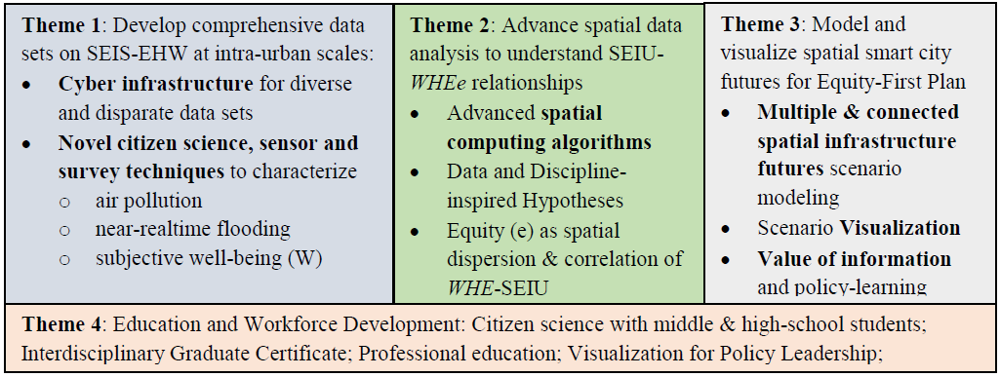 Theme 1: Develop comprehensive data
sets on SEIS-EHW at intra-urban scales:
• Cyber infrastructure for diverse
and disparate data sets
• Novel citizen science, sensor and
survey techniques to characterize
o air pollution
o near-realtime flooding
o subjective well-being (W)
Theme 2: Advance spatial data
analysis to understand SEIU-
WHEe relationships
• Advanced spatial
computing algorithms
• Data and Discipline-
inspired Hypotheses
• Equity (e) as spatial
dispersion & correlation of
WHE-SEIU
Theme 3: Model and
visualize spatial smart city
futures for Equity-First Plan
• Multiple & connected
spatial infrastructure
futures scenario
modeling
• Scenario Visualization
• Value of information
and policy-learning
Theme 4: Education and Workforce Development: Citizen science with middle & high-school students;
Interdisciplinary Graduate Certificate; Professional education; Visualization for Policy Leadership;